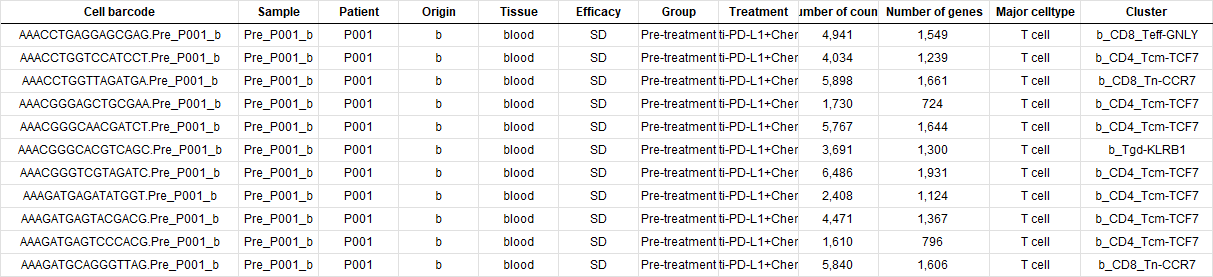 Cell barcode Sample Patient Origin Tissue Efficacy Group Treatment umber of coun Number of genes Major celltype Cluster
AAACCTGAGGAGCGAG.Pre_P001_b Pre_P001_b P001 b blood SD Pre-treatment ti-PD-L1+Cher 4,941 1,549 T cell b_CD8_Teff-GNLY
AAACCTGGTCCATCCT.Pre_P001_b Pre_P001_b P001 b blood SD Pre-treatment ti-PD-L1+Cher 4,034 1,239 T cell b_CD4_Tcm-TCF7
AAACCTGGTTAGATGA.Pre_P001_b Pre_P001_b P001 b blood SD Pre-treatment ti-PD-L1+Cher 5,898 1,661 T cell b_CD8_Tn-CCR7
AAACGGGAGCTGCGAA.Pre_P001_b Pre_P001_b P001 b blood SD Pre-treatment ti-PD-L1+Cher 1,730 724 T cell b_CD4_Tcm-TCF7
AAACGGGCAACGATCT.Pre_P001_b Pre_P001_b P001 b blood SD Pre-treatment ti-PD-L1+Cher 5,767 1,644 T cell b_CD4_Tcm-TCF7
AAACGGGCACGTCAGC.Pre_P001_b Pre_P001_b P001 b blood SD Pre-treatment ti-PD-L1+Cher 3,691 1,300 T cell b_Tgd-KLRB1
AAACGGGTCGTAGATC.Pre_P001_b Pre_P001_b P001 b blood SD Pre-treatment ti-PD-L1+Cher 6,486 1,931 T cell b_CD4_Tcm-TCF7
AAAGATGAGATATGGT.Pre_P001_b Pre_P001_b P001 b blood SD Pre-treatment ti-PD-L1+Cher 2,408 1,124 T cell b_CD4_Tcm-TCF7
AAAGATGAGTACGACG.Pre_P001_b Pre_P001_b P001 b blood SD Pre-treatment ti-PD-L1+Cher 4,471 1,367 T cell b_CD4_Tcm-TCF7
AAAGATGAGTCCCACG.Pre_P001_b Pre_P001_b P001 b blood SD Pre-treatment ti-PD-L1+Cher 1,610 796 T cell b_CD4_Tcm-TCF7
AAAGATGCAGGGTTAG.Pre_P001_b Pre_P001_b P001 b blood SD Pre-treatment ti-PD-L1+Cher 5,840 1,606 T cell b_CD8_Tn-CCR7